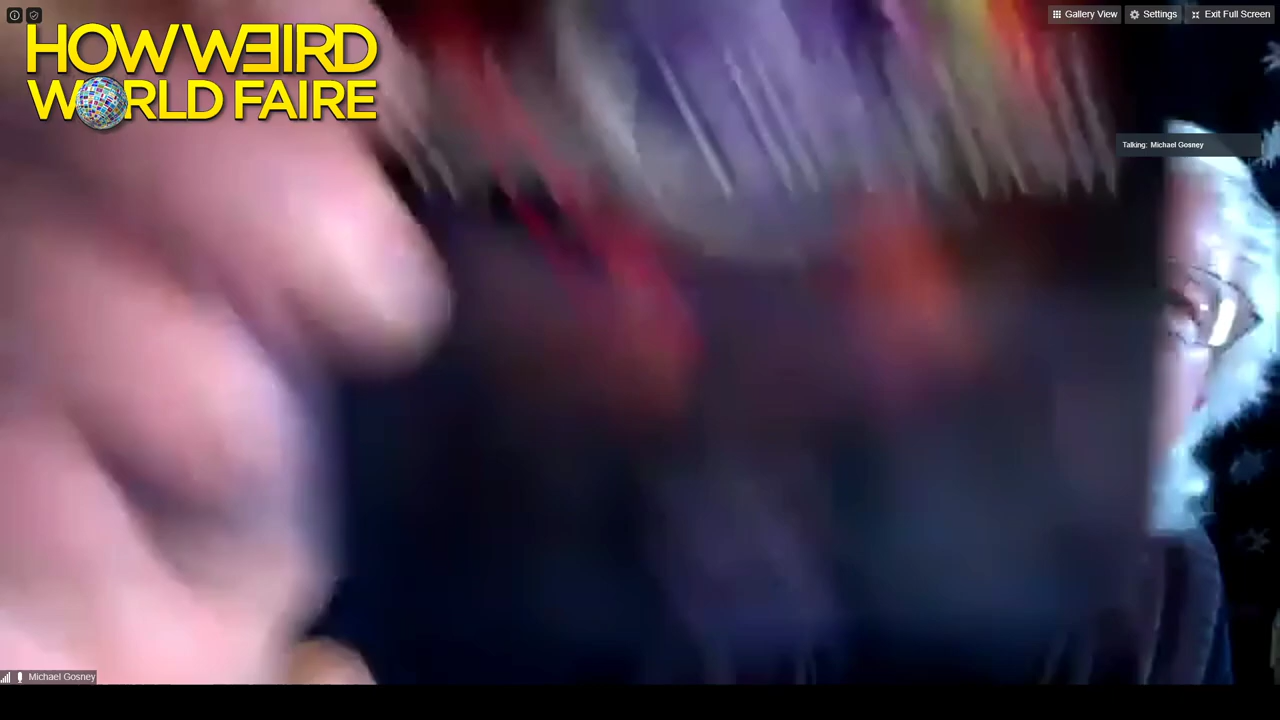 Gallery View Settings Exit Full Screen
HOW WEIRD
WORLD FAIRE
Talking: Michael Gosney
Michael Gosney